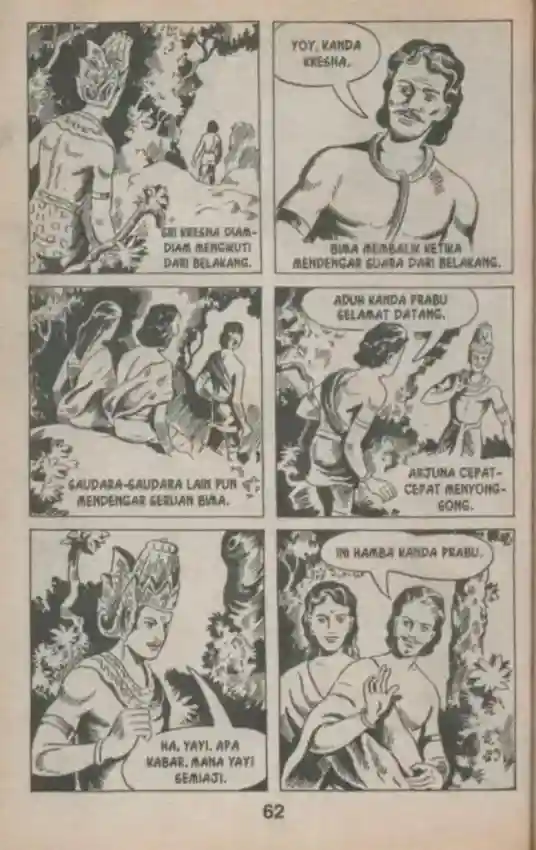 SRI KRESNA DIAM-
DIAM MENGIKUTI
DARI BELAKANG.
YOY, KANDA
KRESNA.
BIMA MEMBALIK KETIKA
MENDENGAR SUARA DARI BELAKANG.
SAUDARA-SAUDARA LAIN PUN
MENDENGAR SERUAN BIMA.
ADUH KANDA PRABU
SELAMAT DATANG.
ARJUNA CEPAT-
CEPAT MENYONG-
SONG.
HA, YAYI. APA
KABAR. MANA YAYI
SEMIAJI.
INI HAMBA KANDA PRABU.
62